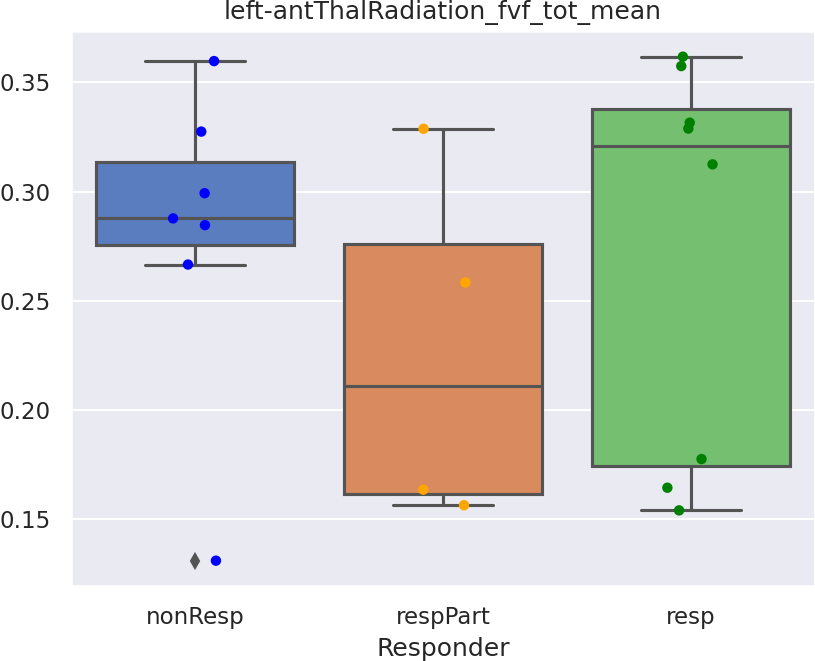 left-antThalRadiation_fvf_tot_mean
0.35
0.30
0.25
0.20
0.15
nonResp respPart resp
Responder